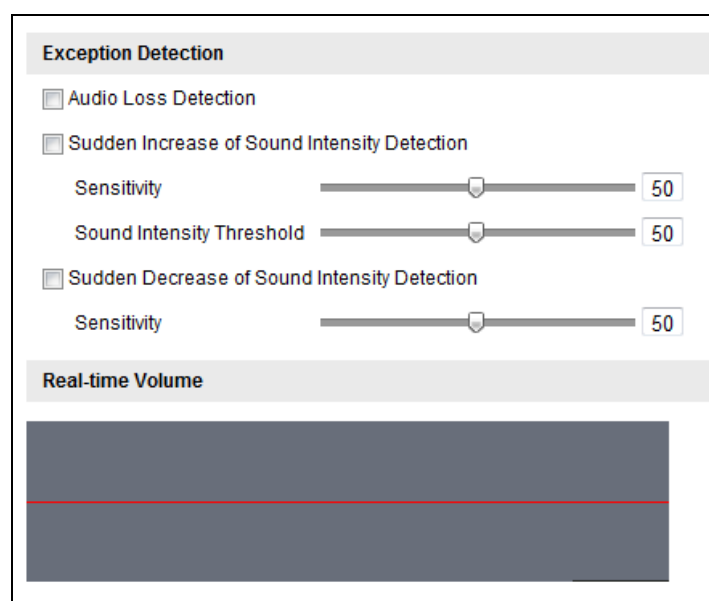 Exception Detection
Audio Loss Detection
Sudden Increase of Sound Intensity Detection
Sensitivity 50
Sound Intensity Threshold 50
Sudden Decrease of Sound Intensity Detection
Sensitivity 50
Real-time Volume